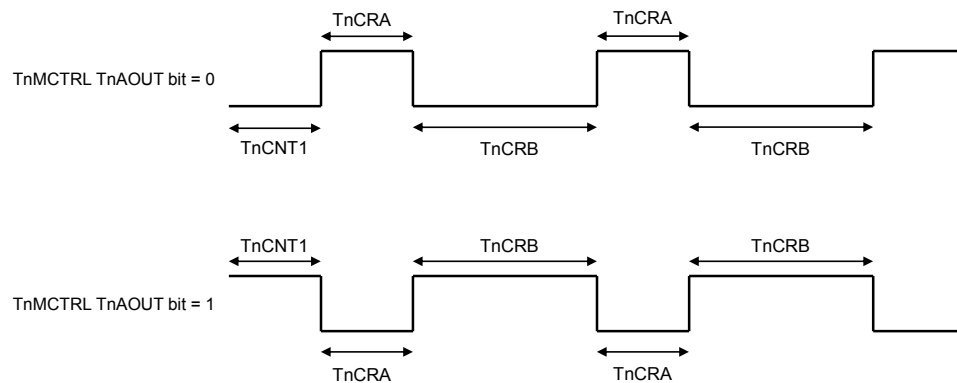 TnCRA TnCRA
TnMCTRL TnAOUT bit = 0
TnCNT1 TnCRB TnCRB
TnCNT1 TnCRB TnCRB
TnMCTRL TnAOUT bit = 1
TnCRA TnCRA